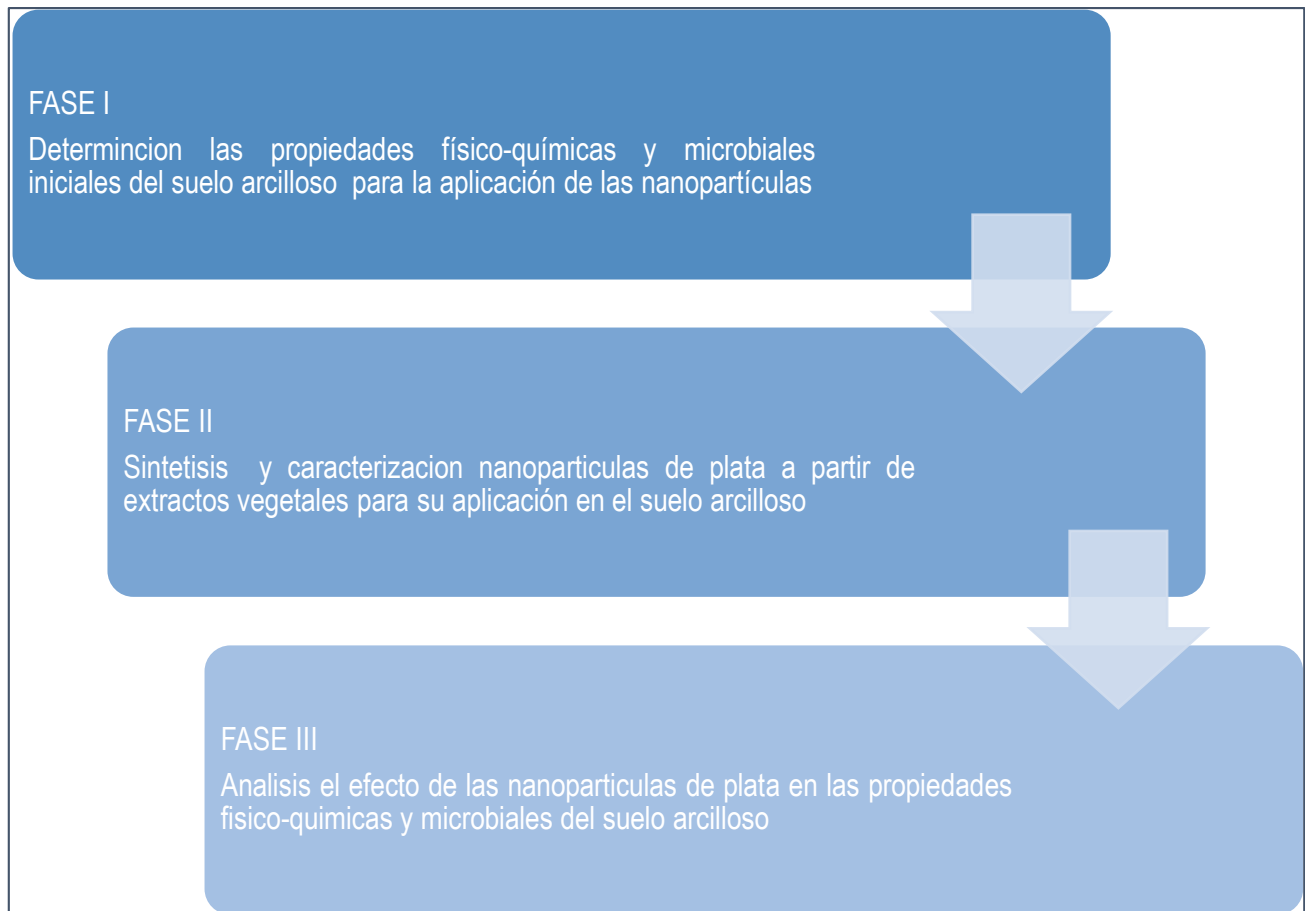 FASE I
Determincion las propiedades físico-químicas y microbiales
iniciales del suelo arcilloso para la aplicación de las nanopartículas
FASE II
Sintetisis y caracterizacion nanoparticulas de plata a partir de
extractos vegetales para su aplicación en el suelo arcilloso
FASE III
Analisis el efecto de las nanoparticulas de plata en las propiedades
fisico-quimicas y microbiales del suelo arcilloso